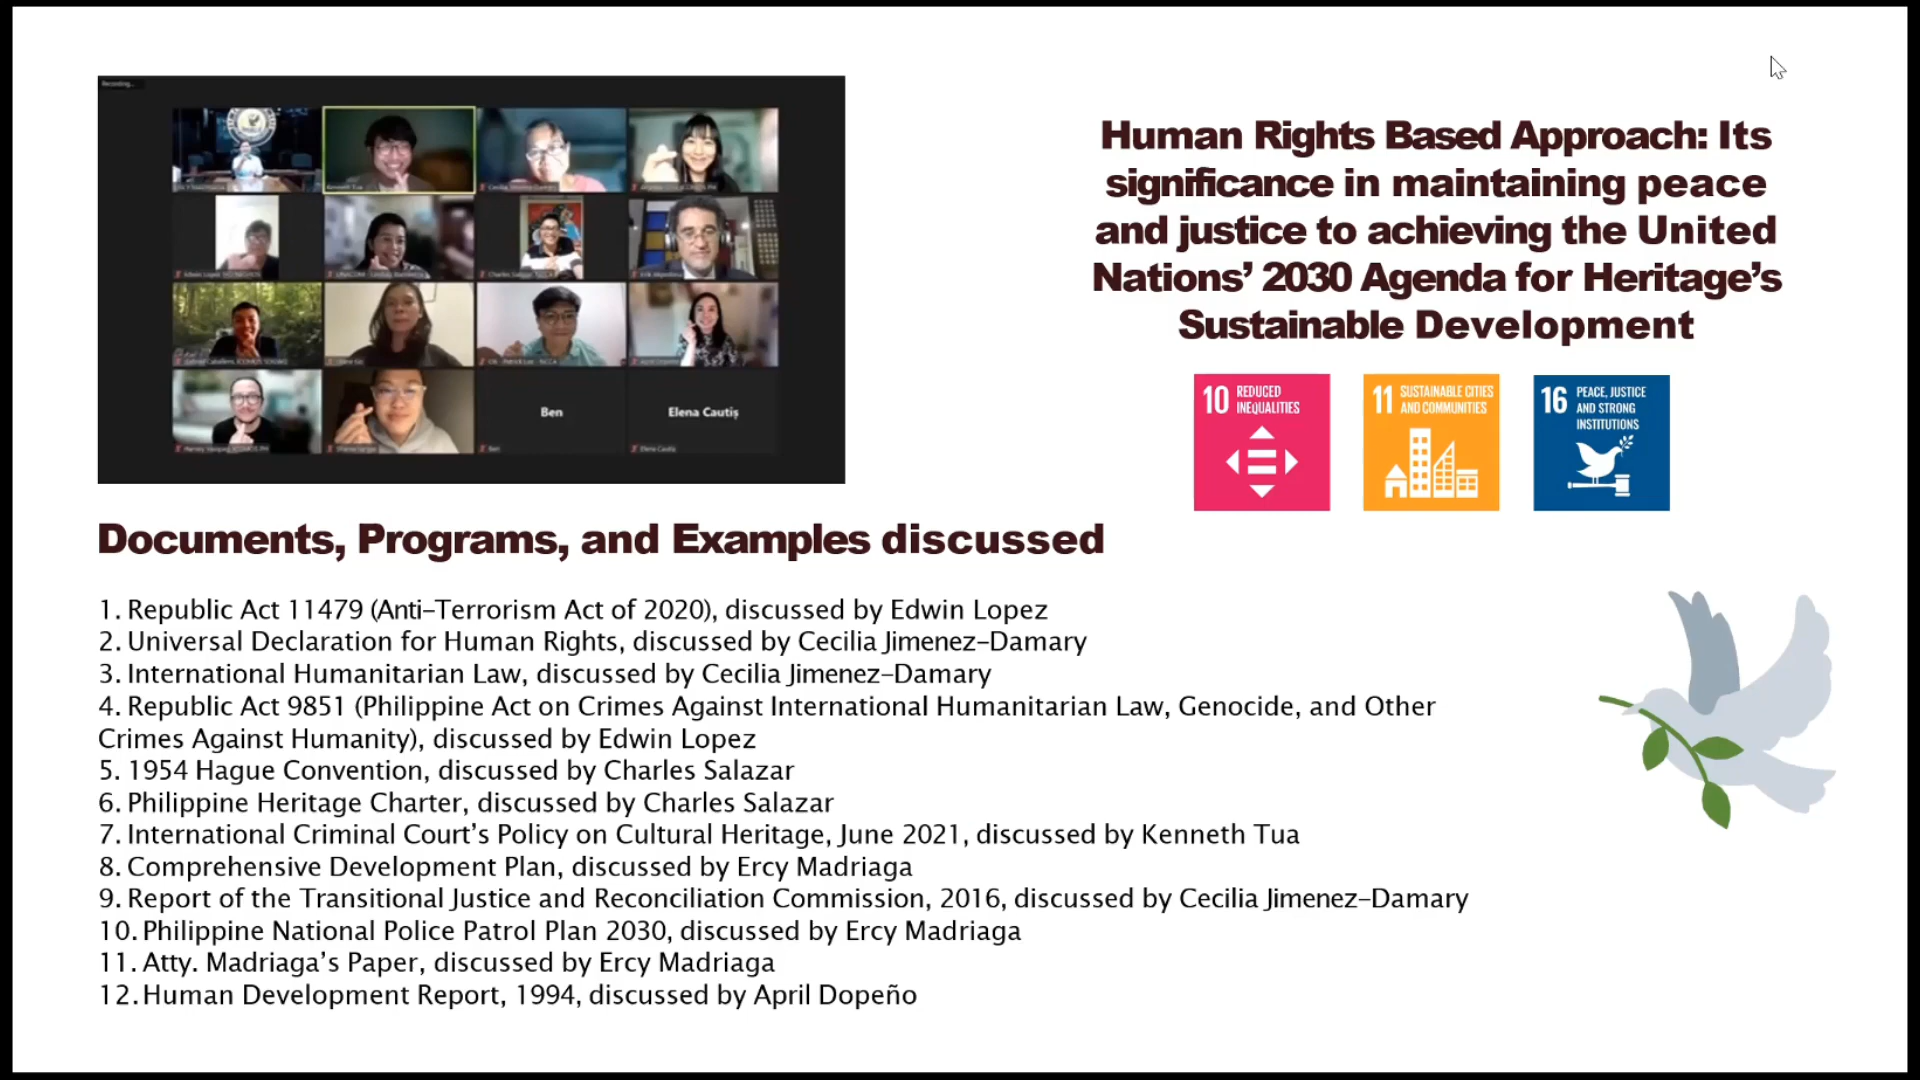 Recording...
Kenneth Tua
Ben
Elena Cautiș
Ben
Elena Cautiș
Human Rights Based Approach: Its
significance in maintaining peace
and justice to achieving the United
Nations’ 2030 Agenda for Heritage’s
Sustainable Development
10 REDUCED
INEQUALITIES
11 SUSTAINABLE CITIES
AND COMMUNITIES
16 PEACE, JUSTICE
AND STRONG
INSTITUTIONS
Documents, Programs, and Examples discussed
1. Republic Act 11479 (Anti–Terrorism Act of 2020), discussed by Edwin Lopez
2. Universal Declaration for Human Rights, discussed by Cecilia Jimenez–Damary
3. International Humanitarian Law, discussed by Cecilia Jimenez–Damary
4. Republic Act 9851 (Philippine Act on Crimes Against International Humanitarian Law, Genocide, and Other
Crimes Against Humanity), discussed by Edwin Lopez
5. 1954 Hague Convention, discussed by Charles Salazar
6. Philippine Heritage Charter, discussed by Charles Salazar
7. International Criminal Court’s Policy on Cultural Heritage, June 2021, discussed by Kenneth Tua
8. Comprehensive Development Plan, discussed by Ercy Madriaga
9. Report of the Transitional Justice and Reconciliation Commission, 2016, discussed by Cecilia Jimenez–Damary
10. Philippine National Police Patrol Plan 2030, discussed by Ercy Madriaga
11. Atty. Madriaga’s Paper, discussed by Ercy Madriaga
12. Human Development Report, 1994, discussed by April Dopeño